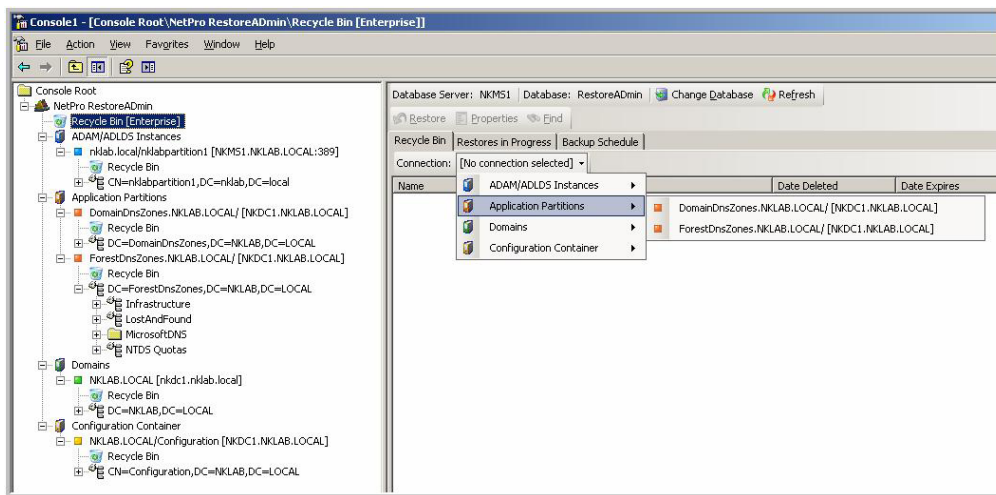 Console1 - [Console Root\NetPro RestoreADmin\Recycle Bin [Enterprise]]
File Action View Favorites Window Help
Console Root
NetPro RestoreADmin
Recycle Bin [Enterprise]
ADAM/ADLDS Instances
nklab.local/nklabpartition1 [NKMS1.NKLAB.LOCAL:389]
Recycle Bin
CN=nklabpartition1,DC=nklab,DC=local
Application Partitions
DomainDnsZones.NKLAB.LOCAL/ [NKDC1.NKLAB.LOCAL]
Recycle Bin
DC=DomainDnsZones,DC=NKLAB,DC=LOCAL
ForestDnsZones.NKLAB.LOCAL/ [NKDC1.NKLAB.LOCAL]
Recycle Bin
DC=ForestDnsZones,DC=NKLAB,DC=LOCAL
Infrastructure
LostAndFound
MicrosoftDNS
NTDS Quotas
Domains
NKLAB.LOCAL [nkdc1.nklab.local]
Recycle Bin
DC=NKLAB,DC=LOCAL
Configuration Container
NKLAB.LOCAL/Configuration [NKDC1.NKLAB.LOCAL]
Recycle Bin
CN=Configuration,DC=NKLAB,DC=LOCAL
Database Server: NKMS1 Database: RestoreADmin Change Database Refresh
Restore Properties Find
Recycle Bin Restores in Progress Backup Schedule
Connection: [No connection selected]
Name Date Deleted Date Expires
ADAM/ADLDS Instances
Application Partitions
Domains
Configuration Container
DomainDnsZones.NKLAB.LOCAL/ [NKDC1.NKLAB.LOCAL]
ForestDnsZones.NKLAB.LOCAL/ [NKDC1.NKLAB.LOCAL]